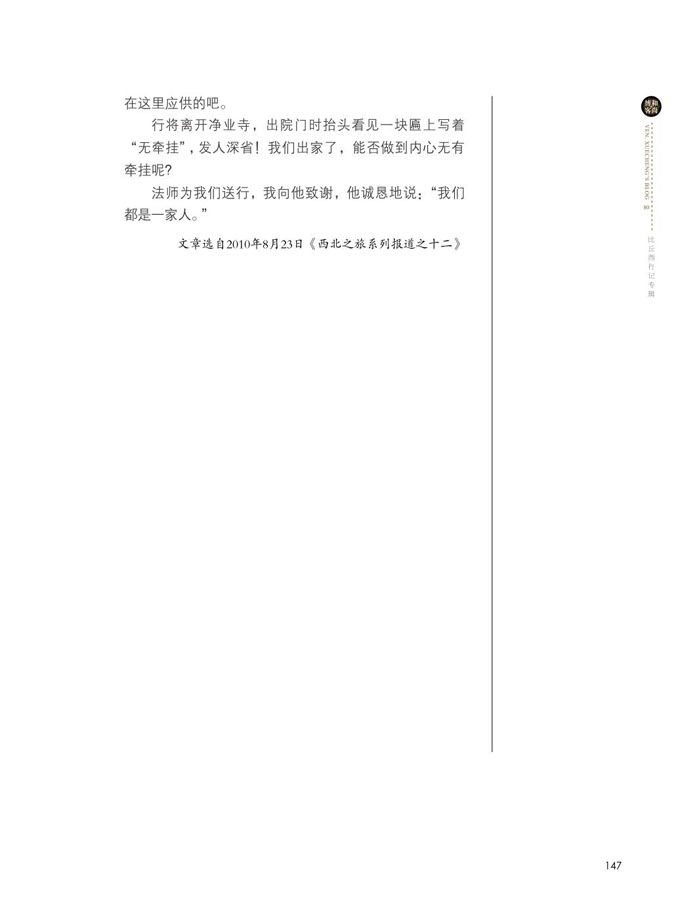 在这里应供的吧。
行将离开净业寺，出院门时抬头看见一块匾上写着
“无牵挂”，发人深省！我们出家了，能否做到内心无有
牵挂呢？
法师为我们送行，我向他致谢，他诚恳地说：“我们
都是一家人。”
文章选自2010年8月23日《西北之旅系列报道之十二》
VEN. XUECHENG'S BLOG
比丘西行记专辑
147